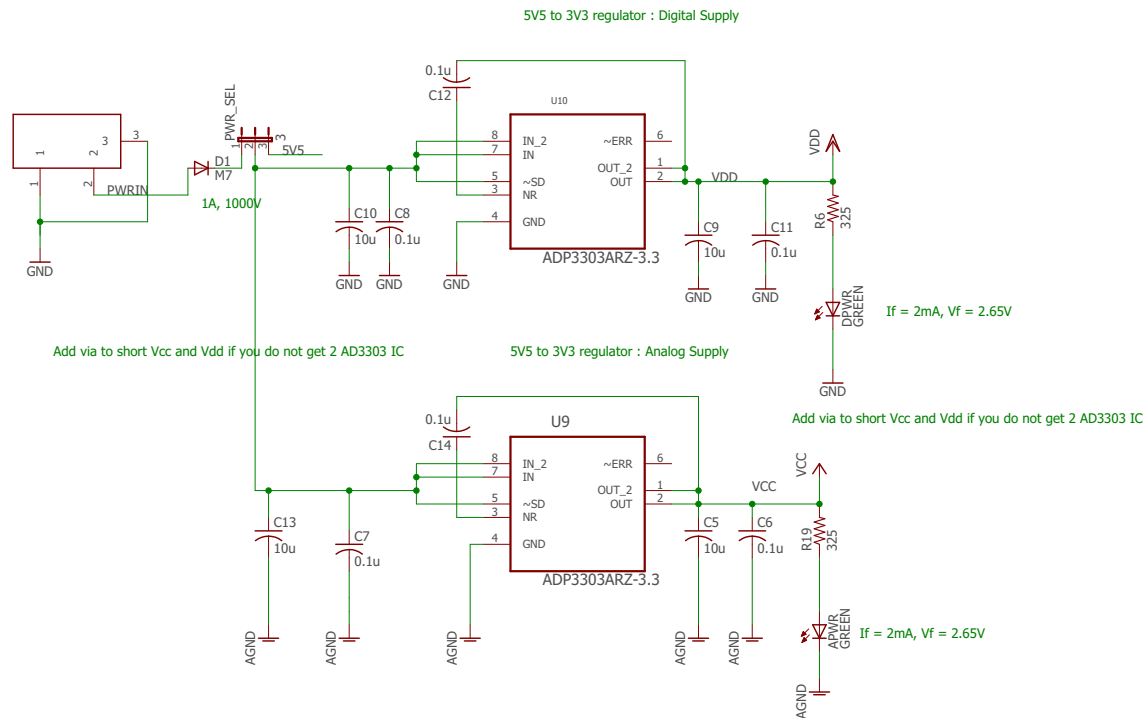 5V5 to 3V3 regulator : Digital Supply
0.1u
C12
U10
PWR_SEL
1
2
3
3
5V5
3
1
2
1
2
PWRIN
D1
M7
1A, 1000V
GND
8
7
5
3
4
IN_2
IN
~SD
NR
GND
~ERR
OUT_2
OUT
6
1
2
ADP3303ARZ-3.3
VDD
VDD
C10
10u
GND
C8
0.1u
GND
GND
C9
10u
GND
C11
0.1u
GND
R6
325
DPWR
GREEN
If = 2mA, Vf = 2.65V
GND
Add via to short Vcc and Vdd if you do not get 2 AD3303 IC
5V5 to 3V3 regulator : Analog Supply
Add via to short Vcc and Vdd if you do not get 2 AD3303 IC
0.1u
C14
U9
8
7
5
3
4
IN_2
IN
~SD
NR
GND
~ERR
OUT_2
OUT
6
1
2
ADP3303ARZ-3.3
VCC
VCC
C13
10u
AGND
C7
0.1u
AGND
AGND
C5
10u
AGND
C6
0.1u
AGND
R19
325
APWR
GREEN
If = 2mA, Vf = 2.65V
AGND